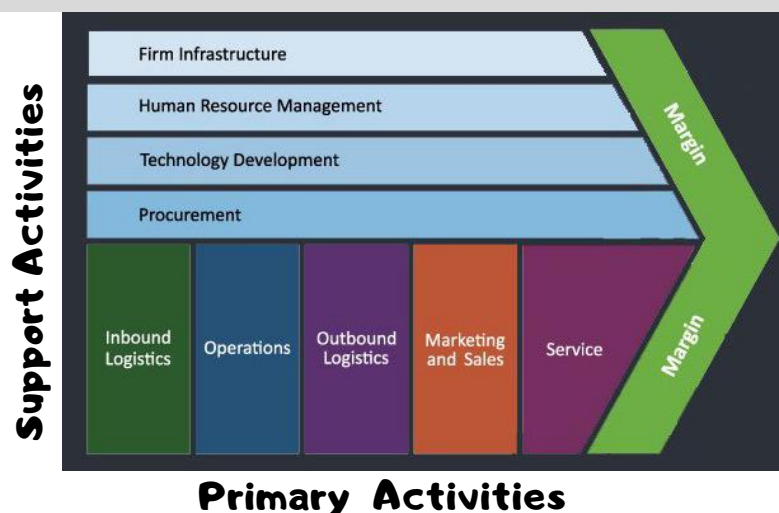 Support Activities
Firm Infrastructure
Human Resource Management
Technology Development
Procurement
Margin
Inbound
Logistics
Operations
Outbound
Logistics
Marketing
and Sales
Service
Margin
Primary Activities